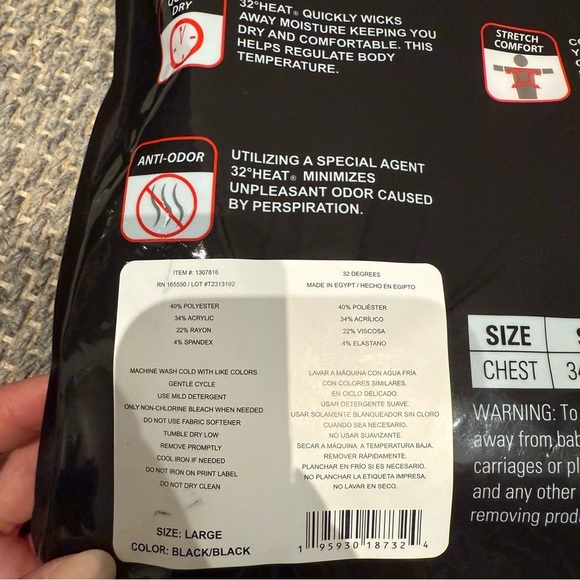 DRY
32°HEAT® QUICKLY WICKS
AWAY MOISTURE KEEPING YOU
DRY AND COMFORTABLE. THIS
HELPS REGULATE BODY
TEMPERATURE.
STRETCH
COMFORT
ANTI-ODOR
UTILIZING A SPECIAL AGENT
32°HEAT® MINIMIZES
UNPLEASANT ODOR CAUSED
BY PERSPIRATION.
ITEM #: 1307816
RN 165550 / LOT #T2313192
40% POLYESTER
34% ACRYLIC
22% RAYON
4% SPANDEX
MACHINE WASH COLD WITH LIKE COLORS
GENTLE CYCLE
USE MILD DETERGENT
ONLY NON-CHLORINE BLEACH WHEN NEEDED
DO NOT USE FABRIC SOFTENER
TUMBLE DRY LOW
REMOVE PROMPTLY
COOL IRON IF NEEDED
DO NOT IRON ON PRINT LABEL
DO NOT DRY CLEAN
SIZE: LARGE
COLOR: BLACK/BLACK
32 DEGREES
MADE IN EGYPT / HECHO EN EGIPTO
40% POLIÉSTER
34% ACRÍLICO
22% VISCOSA
4% ELASTANO
LAVAR A MÁQUINA CON AGUA FRÍA
CON COLORES SIMILARES.
EN CICLO DELICADO.
USAR DETERGENTE SUAVE.
USAR SOLAMENTE BLANQUEADOR SIN CLORO
CUANDO SEA NECESARIO.
NO USAR SUAVIZANTE.
SECAR A MÁQUINA A TEMPERATURA BAJA.
REMOVER RÁPIDAMENTE.
PLANCHAR EN FRÍO SI ES NECESARIO.
NO PLANCHAR LA ETIQUETA IMPRESA.
NO LAVAR EN SECO.
1 95930 18732 4
SIZE S
CHEST 34
WARNING: To
away from bab
carriages or pl
and any other
removing produ